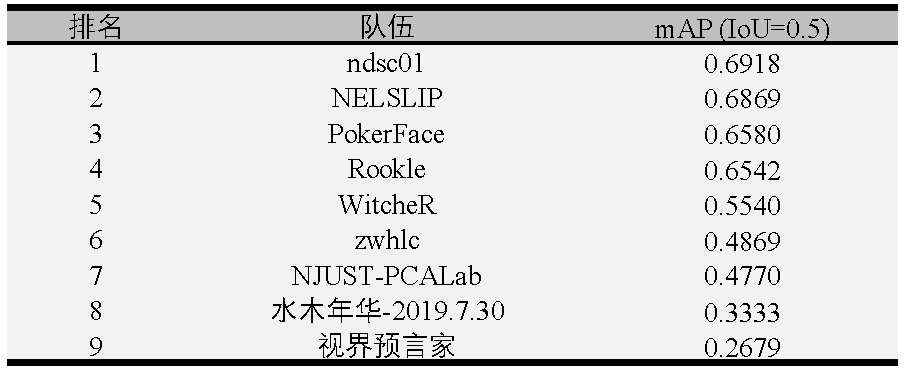 排名 队伍 mAP (IoU=0.5)
1 ndsc01 0.6918
2 NELSLIP 0.6869
3 PokerFace 0.6580
4 Rookle 0.6542
5 WitcheR 0.5540
6 zwhlc 0.4869
7 NJUST-PCALab 0.4770
8 水木年华-2019.7.30 0.3333
9 视界预言家 0.2679